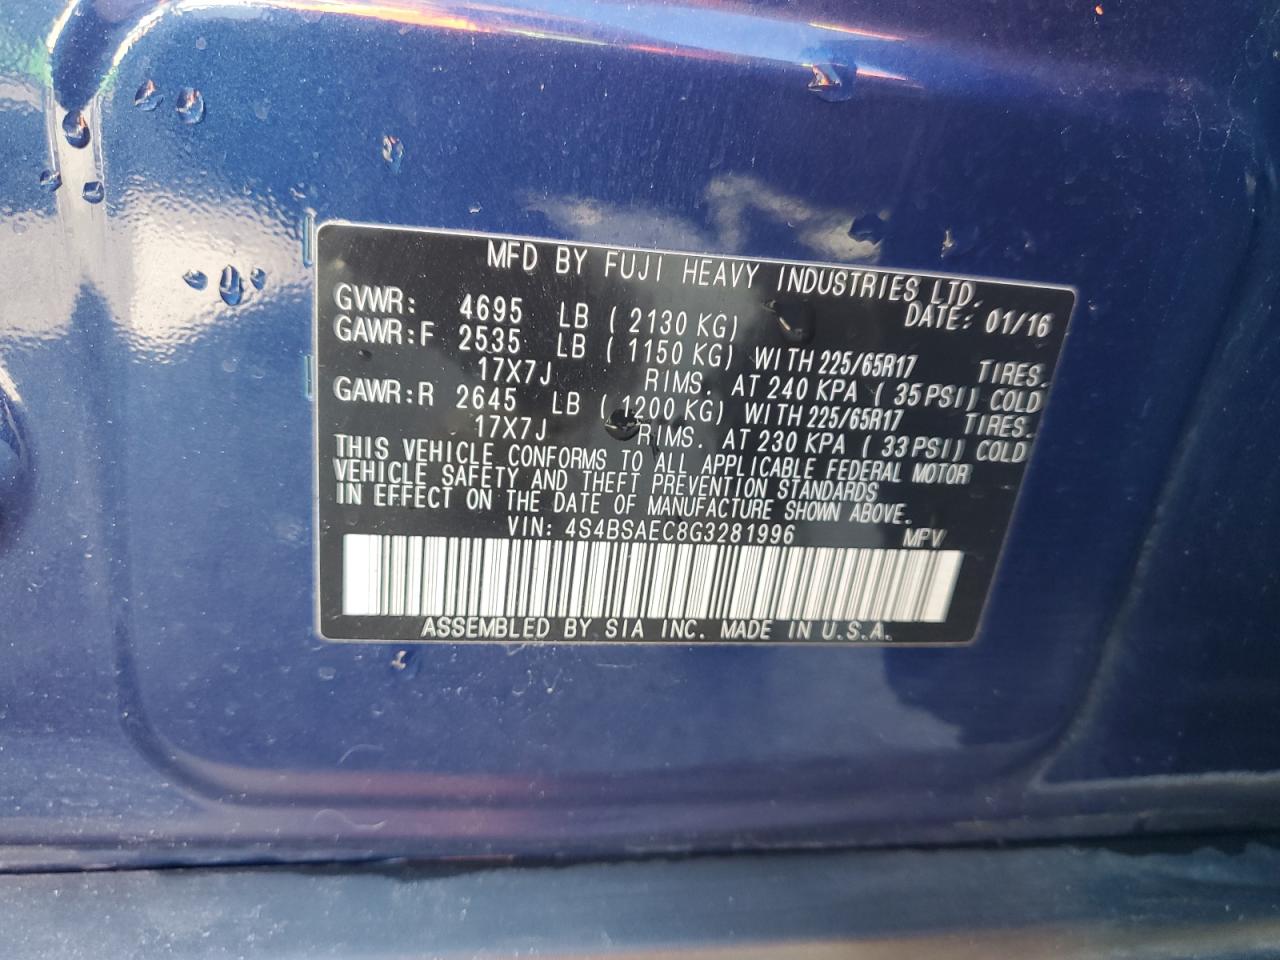 MFD BY FUJI HEAVY INDUSTRIES LTD.
GVWR: 4695 LB ( 2130 KG) DATE: 01/16
GAWR:F 2535 LB ( 1150 KG) WITH 225/65R17 TIRES.
17X7J RIMS. AT 240 KPA ( 35 PSI) COLD
GAWR:R 2645 LB ( 1200 KG) WITH 225/65R17 TIRES.
17X7J RIMS. AT 230 KPA ( 33 PSI) COLD
THIS VEHICLE CONFORMS TO ALL APPLICABLE FEDERAL MOTOR
VEHICLE SAFETY AND THEFT PREVENTION STANDARDS
IN EFFECT ON THE DATE OF MANUFACTURE SHOWN ABOVE.
VIN: 4S4BSAEC8G3281996 MPV
ASSEMBLED BY SIA INC. MADE IN U.S.A.